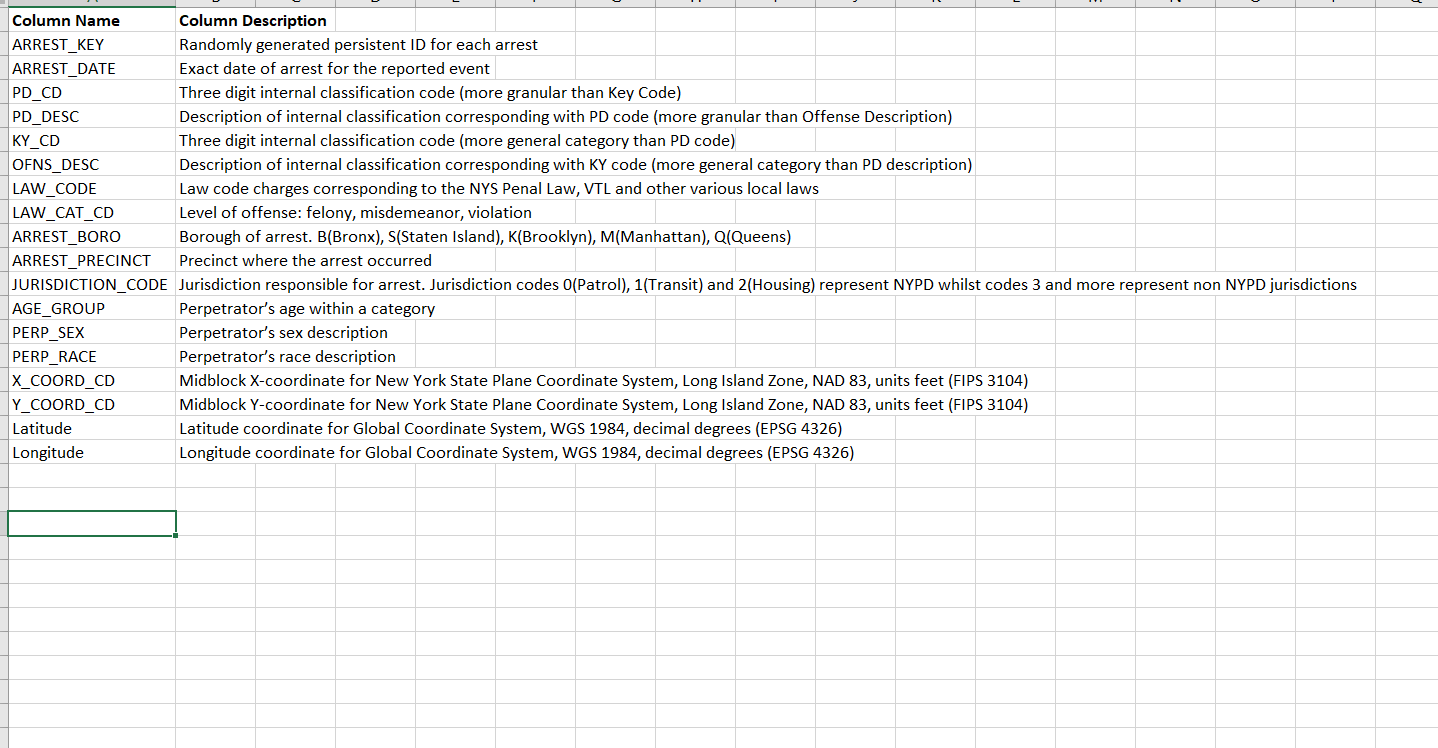 Column Name Column Description
ARREST_KEY Randomly generated persistent ID for each arrest
ARREST_DATE Exact date of arrest for the reported event
PD_CD Three digit internal classification code (more granular than Key Code)
PD_DESC Description of internal classification corresponding with PD code (more granular than Offense Description)
KY_CD Three digit internal classification code (more general category than PD code)
OFNS_DESC Description of internal classification corresponding with KY code (more general category than PD description)
LAW_CODE Law code charges corresponding to the NYS Penal Law, VTL and other various local laws
LAW_CAT_CD Level of offense: felony, misdemeanor, violation
ARREST_BORO Borough of arrest. B(Bronx), S(Staten Island), K(Brooklyn), M(Manhattan), Q(Queens)
ARREST_PRECINCT Precinct where the arrest occurred
JURISDICTION_CODE Jurisdiction responsible for arrest. Jurisdiction codes 0(Patrol), 1(Transit) and 2(Housing) represent NYPD whilst codes 3 and more represent non NYPD jurisdictions
AGE_GROUP Perpetrator’s age within a category
PERP_SEX Perpetrator’s sex description
PERP_RACE Perpetrator’s race description
X_COORD_CD Midblock X-coordinate for New York State Plane Coordinate System, Long Island Zone, NAD 83, units feet (FIPS 3104)
Y_COORD_CD Midblock Y-coordinate for New York State Plane Coordinate System, Long Island Zone, NAD 83, units feet (FIPS 3104)
Latitude Latitude coordinate for Global Coordinate System, WGS 1984, decimal degrees (EPSG 4326)
Longitude Longitude coordinate for Global Coordinate System, WGS 1984, decimal degrees (EPSG 4326)